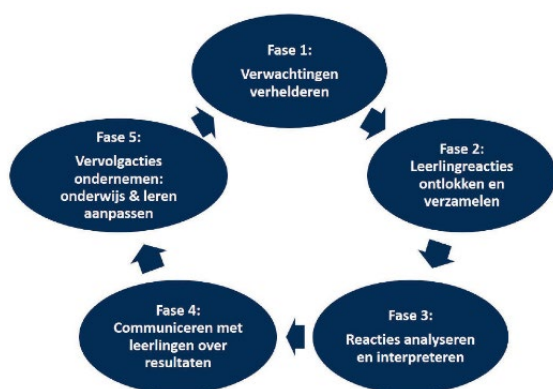 Fase 1:
Verwachtingen
verhelderen
Fase 2:
Leerlingreacties
ontlokken en
verzamelen
Fase 3:
Reacties analyseren
en interpreteren
Fase 4:
Communiceren met
leerlingen over
resultaten
Fase 5:
Vervolgacties
ondernemen:
onderwijs & leren
aanpassen